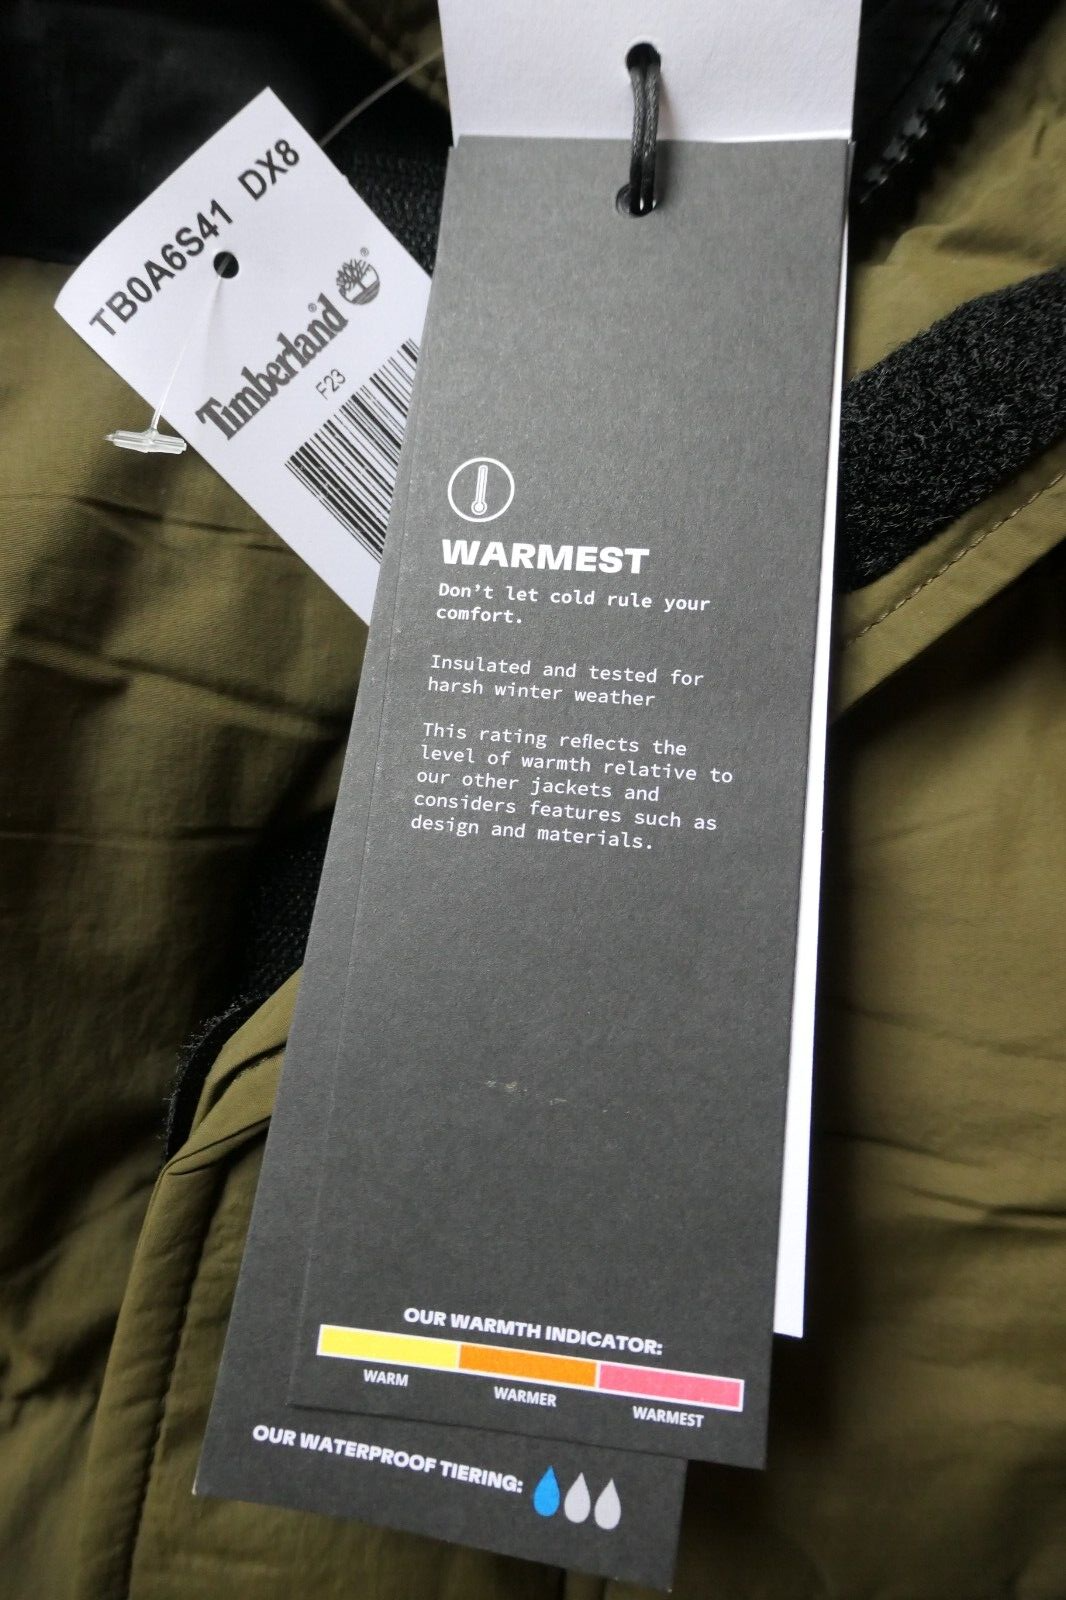 TB0A6S41 DX8
Timberland®
®
F23
WARMEST
Don't let cold rule your
comfort.
Insulated and tested for
harsh winter weather
This rating reflects the
level of warmth relative to
our other jackets and
considers features such as
design and materials.
OUR WARMTH INDICATOR:
WARM
WARMER
WARMEST
OUR WATERPROOF TIERING: